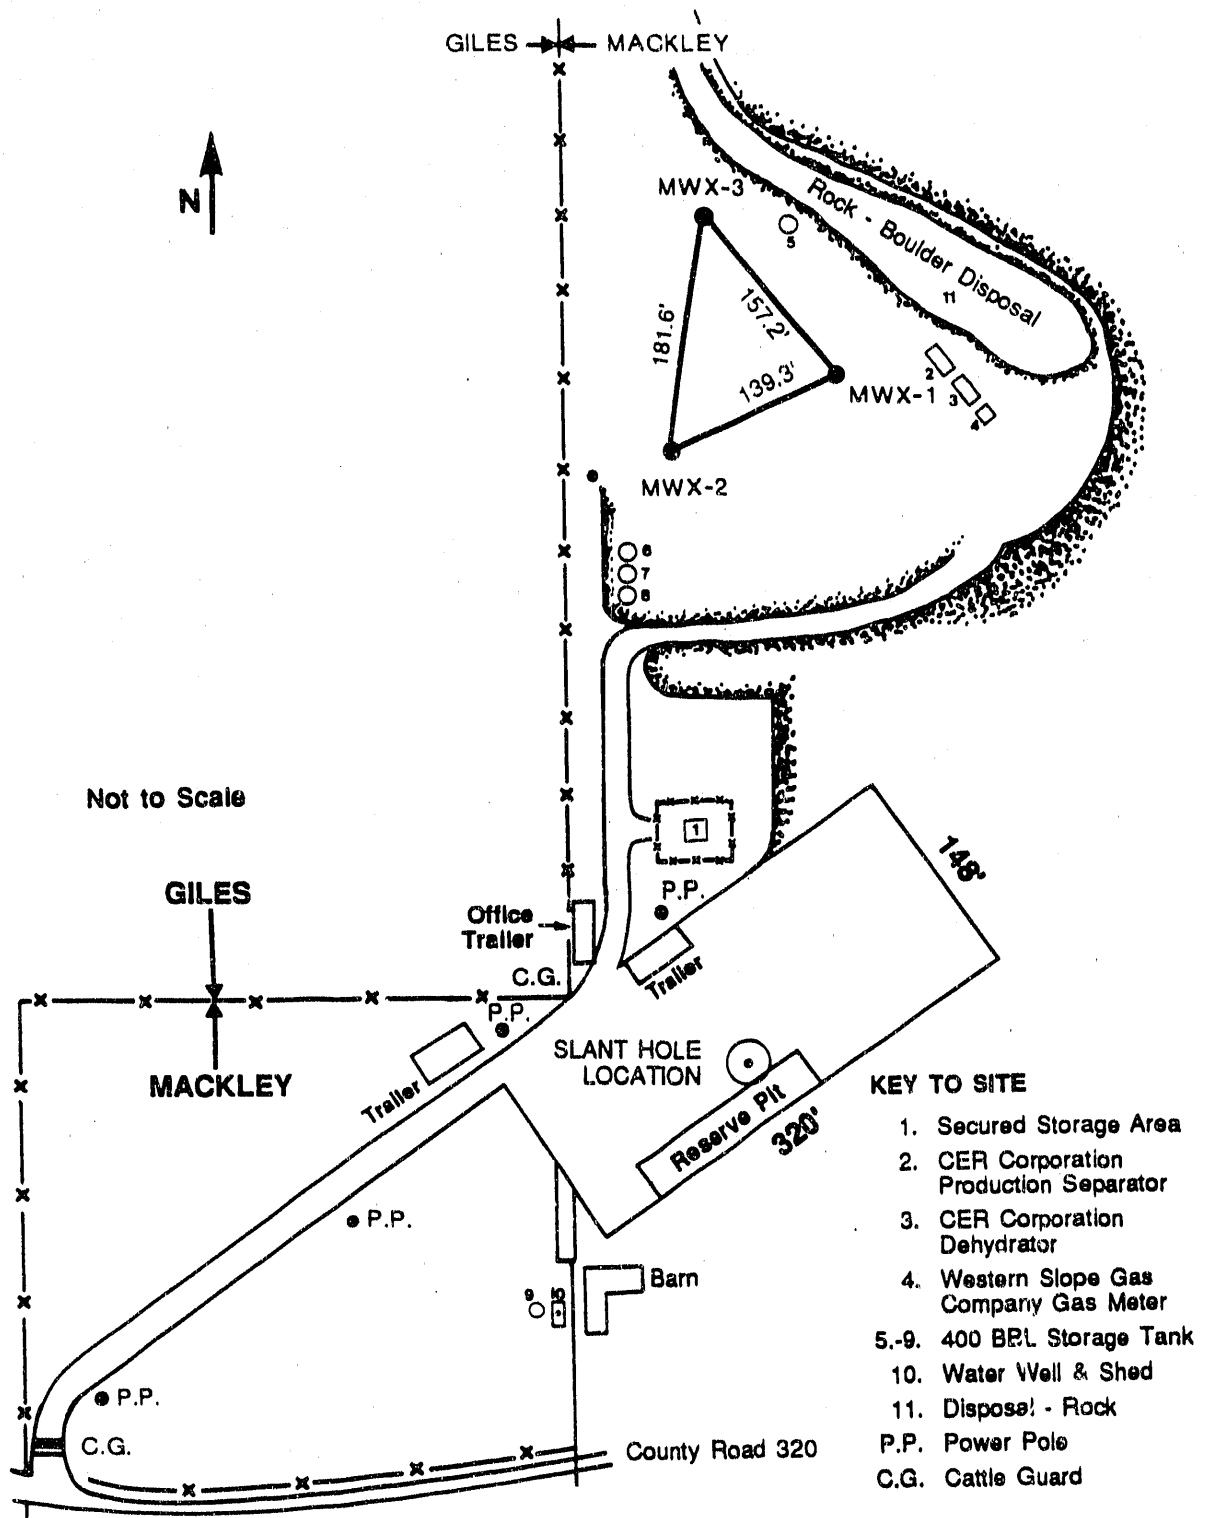 GILES MACKLEY
N
MWX-3
5
Rock - Boulder Disposal
11
181.6'
157.2'
139.3'
MWX-1
2
3
4
MWX-2
6
7
8
Not to Scale
1
148'
GILES
P.P.
Office
Trailer
C.G.
Trailer
P.P.
MACKLEY
Trailer
SLANT HOLE
LOCATION
Reserve Pit
320'
P.P.
Barn
9
10
P.P.
C.G.
County Road 320
KEY TO SITE
1. Secured Storage Area
2. CER Corporation
Production Separator
3. CER Corporation
Dehydrator
4. Western Slope Gas
Company Gas Meter
5.-9. 400 BBL Storage Tank
10. Water Well & Shed
11. Disposal - Rock
P.P. Power Pole
C.G. Cattle Guard